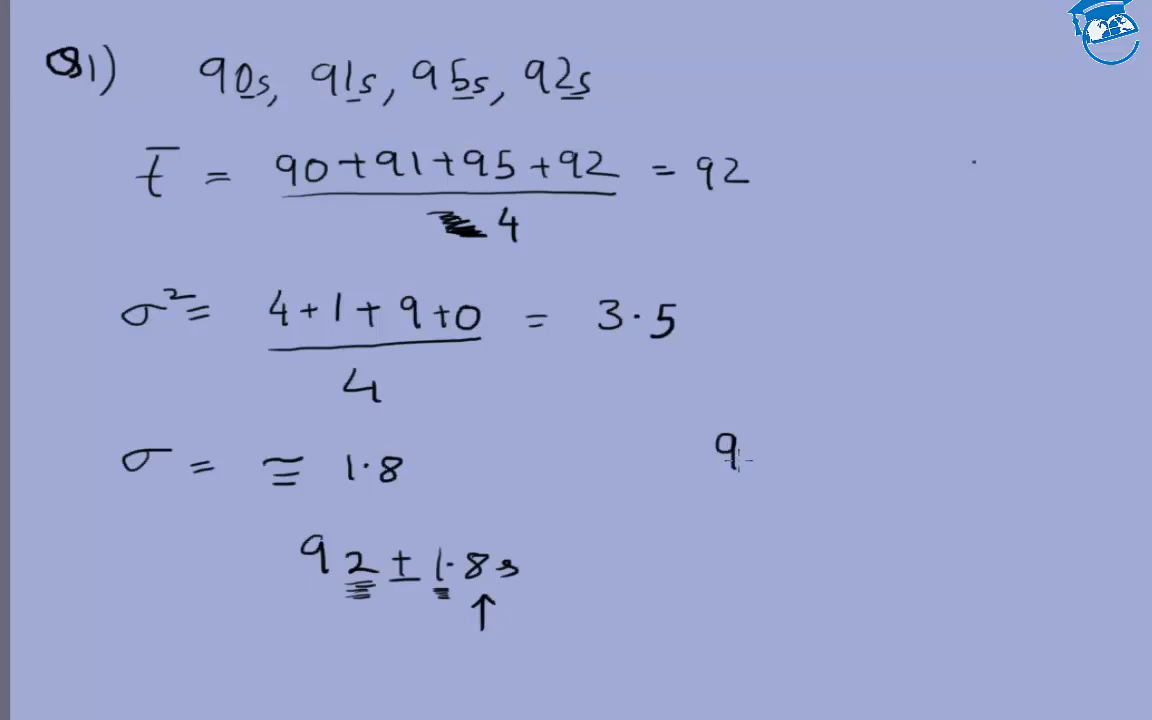 Q1) 90s, 91s, 95s, 92s
t̅ = 90+91+95+92 = 92
4
σ² = 4+1+9+0 = 3.5
4
σ = ≅ 1.8
9
92 ± 1.8s
↑